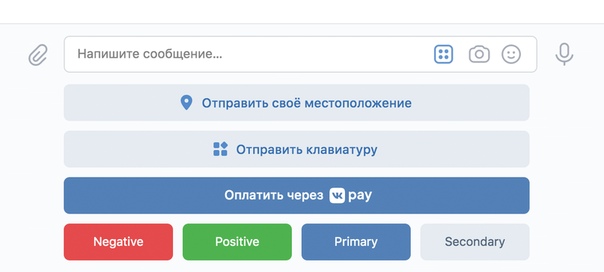 Напишите сообщение...
Отправить своё местоположение
Отправить клавиатуру
Оплатить через VK pay
Negative Positive Primary Secondary